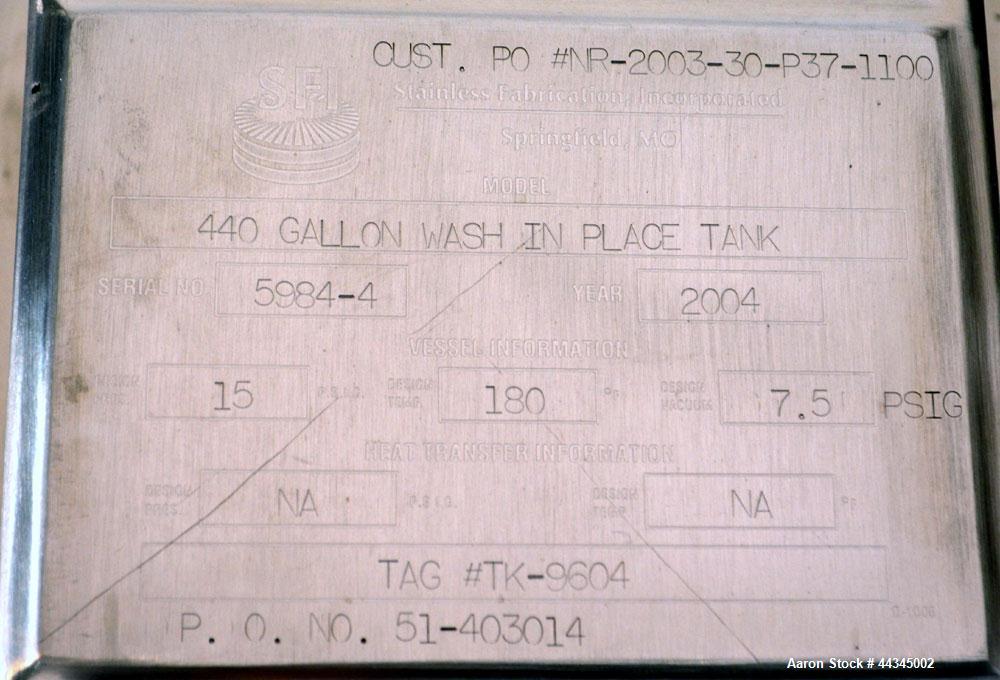 CUST. PO #NR-2003-30-P37-1100
SFI
Stainless Fabrication, Incorporated
Springfield, MO
MODEL
440 GALLON WASH IN PLACE TANK
SERIAL NO. 5984-4 YEAR 2004
VESSEL INFORMATION
DESIGN PRES. 15 P.S.I.G. DESIGN TEMP. 180 °F DESIGN VACUUM 7.5 PSIG
HEAT TRANSFER INFORMATION
DESIGN PRES. NA P.S.I.G. DESIGN TEMP. NA °F
TAG #TK-9604
P. O. NO. 51-403014
Aaron Stock # 44345002